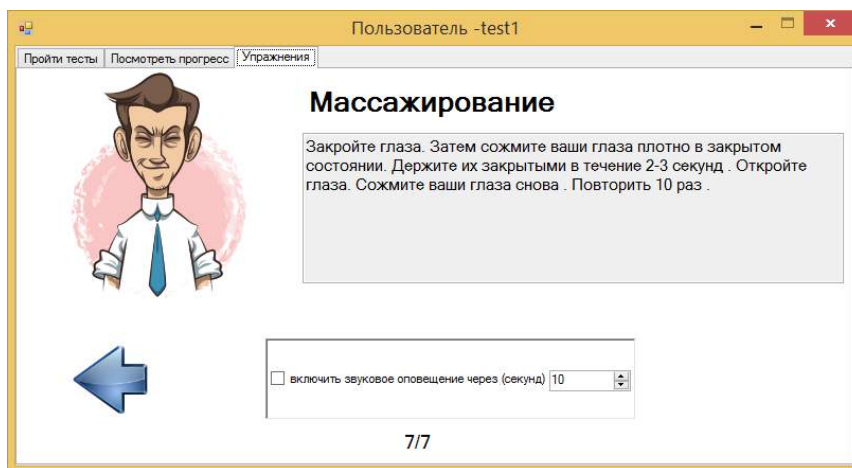 Пользователь -test1
Пройти тесты Посмотреть прогресс Упражнения
Массажирование
Закройте глаза. Затем сожмите ваши глаза плотно в закрытом
состоянии. Держите их закрытыми в течение 2-3 секунд . Откройте
глаза. Сожмите ваши глаза снова . Повторить 10 раз .
включить звуковое оповещение через (секунд) 10
7/7